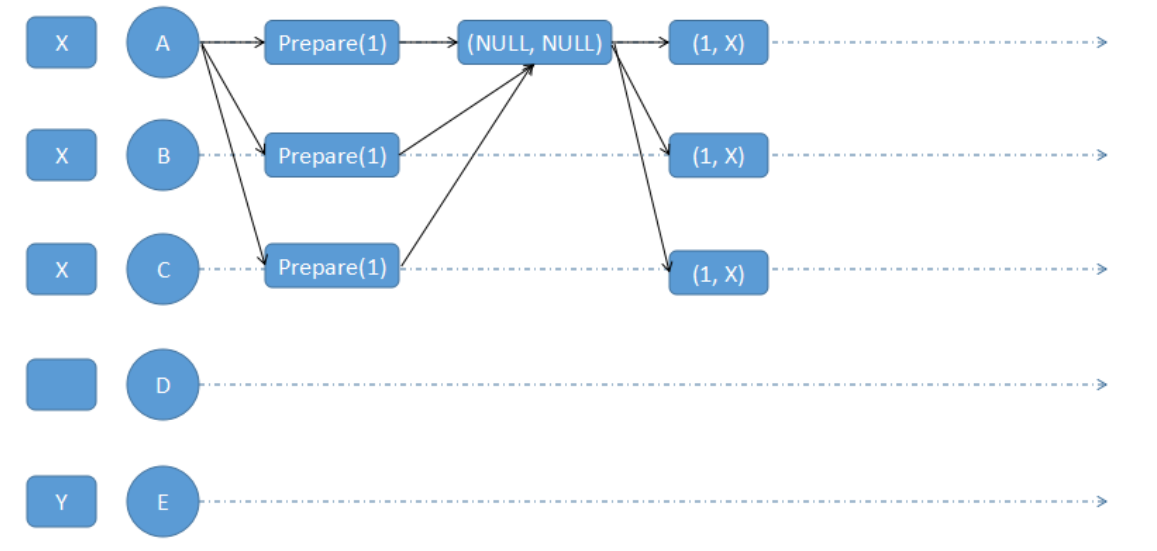 X
A
Prepare(1)
(NULL, NULL)
(1, X)
X
B
Prepare(1)
(1, X)
X
C
Prepare(1)
(1, X)
D
Y
E